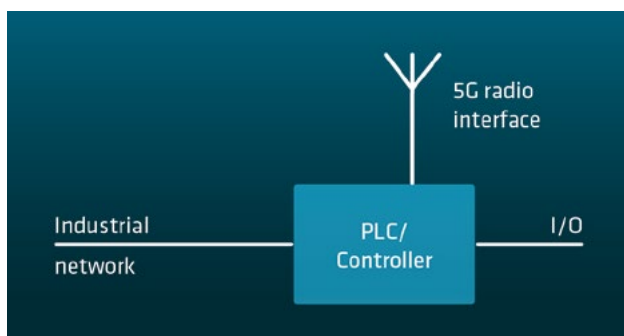 5G radio
interface
Industrial
network
PLC/
Controller
I/O